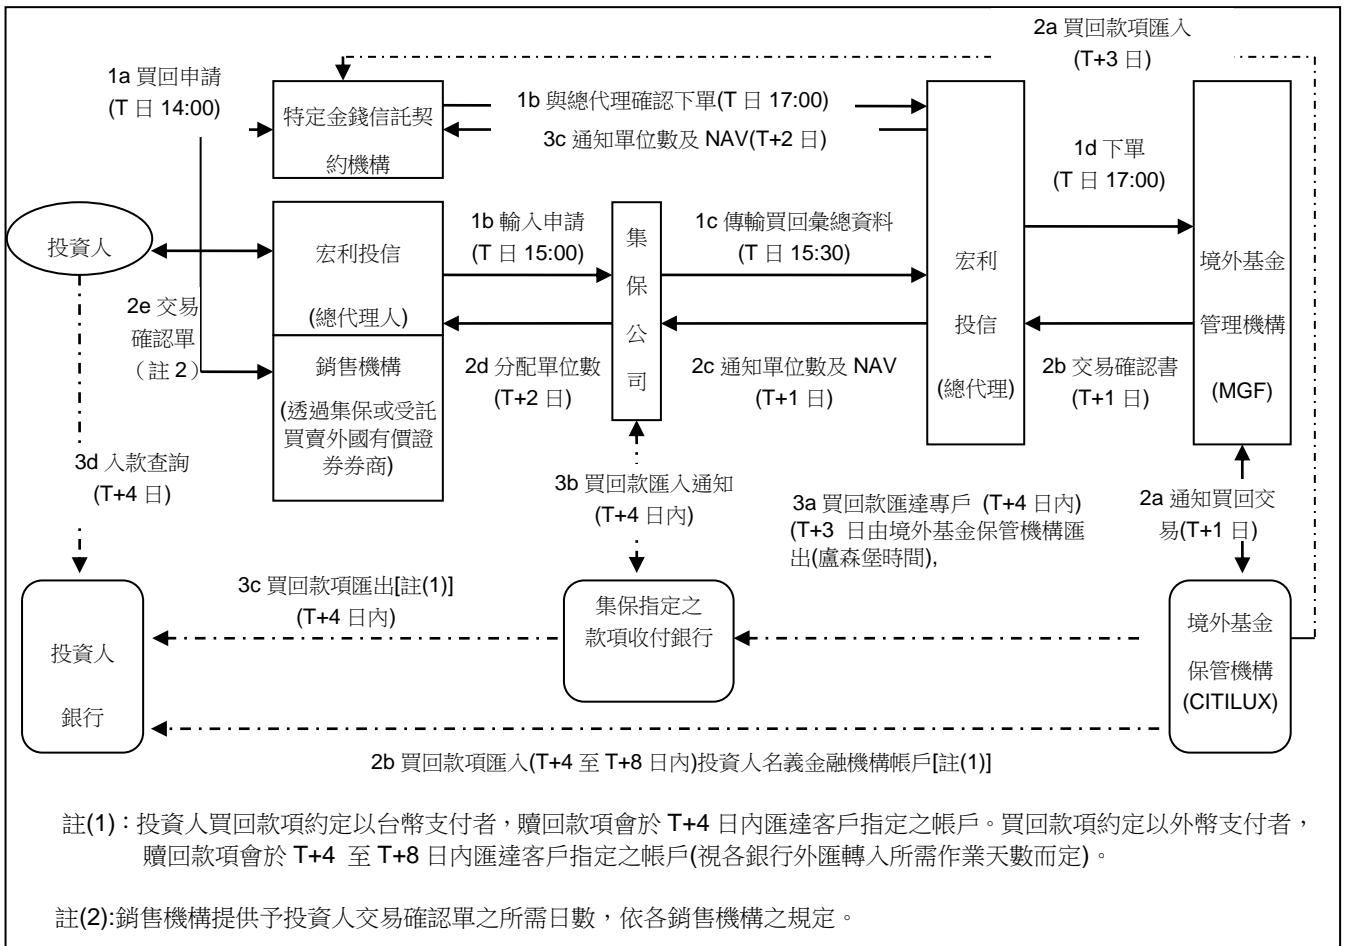 2a 買回款項匯入
(T+3 日)
1a 買回申請
(T 日 14:00)
特定金錢信託契
約機構
1b 與總代理確認下單(T 日 17:00)
3c 通知單位數及 NAV(T+2 日)
1d 下單
(T 日 17:00)
投資人
宏利投信
(總代理人)
1b 輸入申請
(T 日 15:00)
集
保
公
司
1c 傳輸買回彙總資料
(T 日 15:30)
宏利
投信
(總代理)
境外基金
管理機構
(MGF)
2e 交易
確認單
（註 2）
銷售機構
(透過集保或受託
買賣外國有價證
券券商)
2d 分配單位數
(T+2 日)
2c 通知單位數及 NAV
(T+1 日)
2b 交易確認書
(T+1 日)
3d 入款查詢
(T+4 日)
3b 買回款匯入通知
(T+4 日內)
3a 買回款匯達專戶 (T+4 日內)
(T+3 日由境外基金保管機構匯
出(盧森堡時間),
2a 通知買回交
易(T+1 日)
3c 買回款項匯出[註(1)]
(T+4 日內)
集保指定之
款項收付銀行
投資人
銀行
境外基金
保管機構
(CITILUX)
2b 買回款項匯入(T+4 至 T+8 日內)投資人名義金融機構帳戶[註(1)]
註(1)：投資人買回款項約定以台幣支付者，贖回款項會於 T+4 日內匯達客戶指定之帳戶。買回款項約定以外幣支付者，
贖回款項會於 T+4 至 T+8 日內匯達客戶指定之帳戶(視各銀行外匯轉入所需作業天數而定)。
註(2):銷售機構提供予投資人交易確認單之所需日數，依各銷售機構之規定。